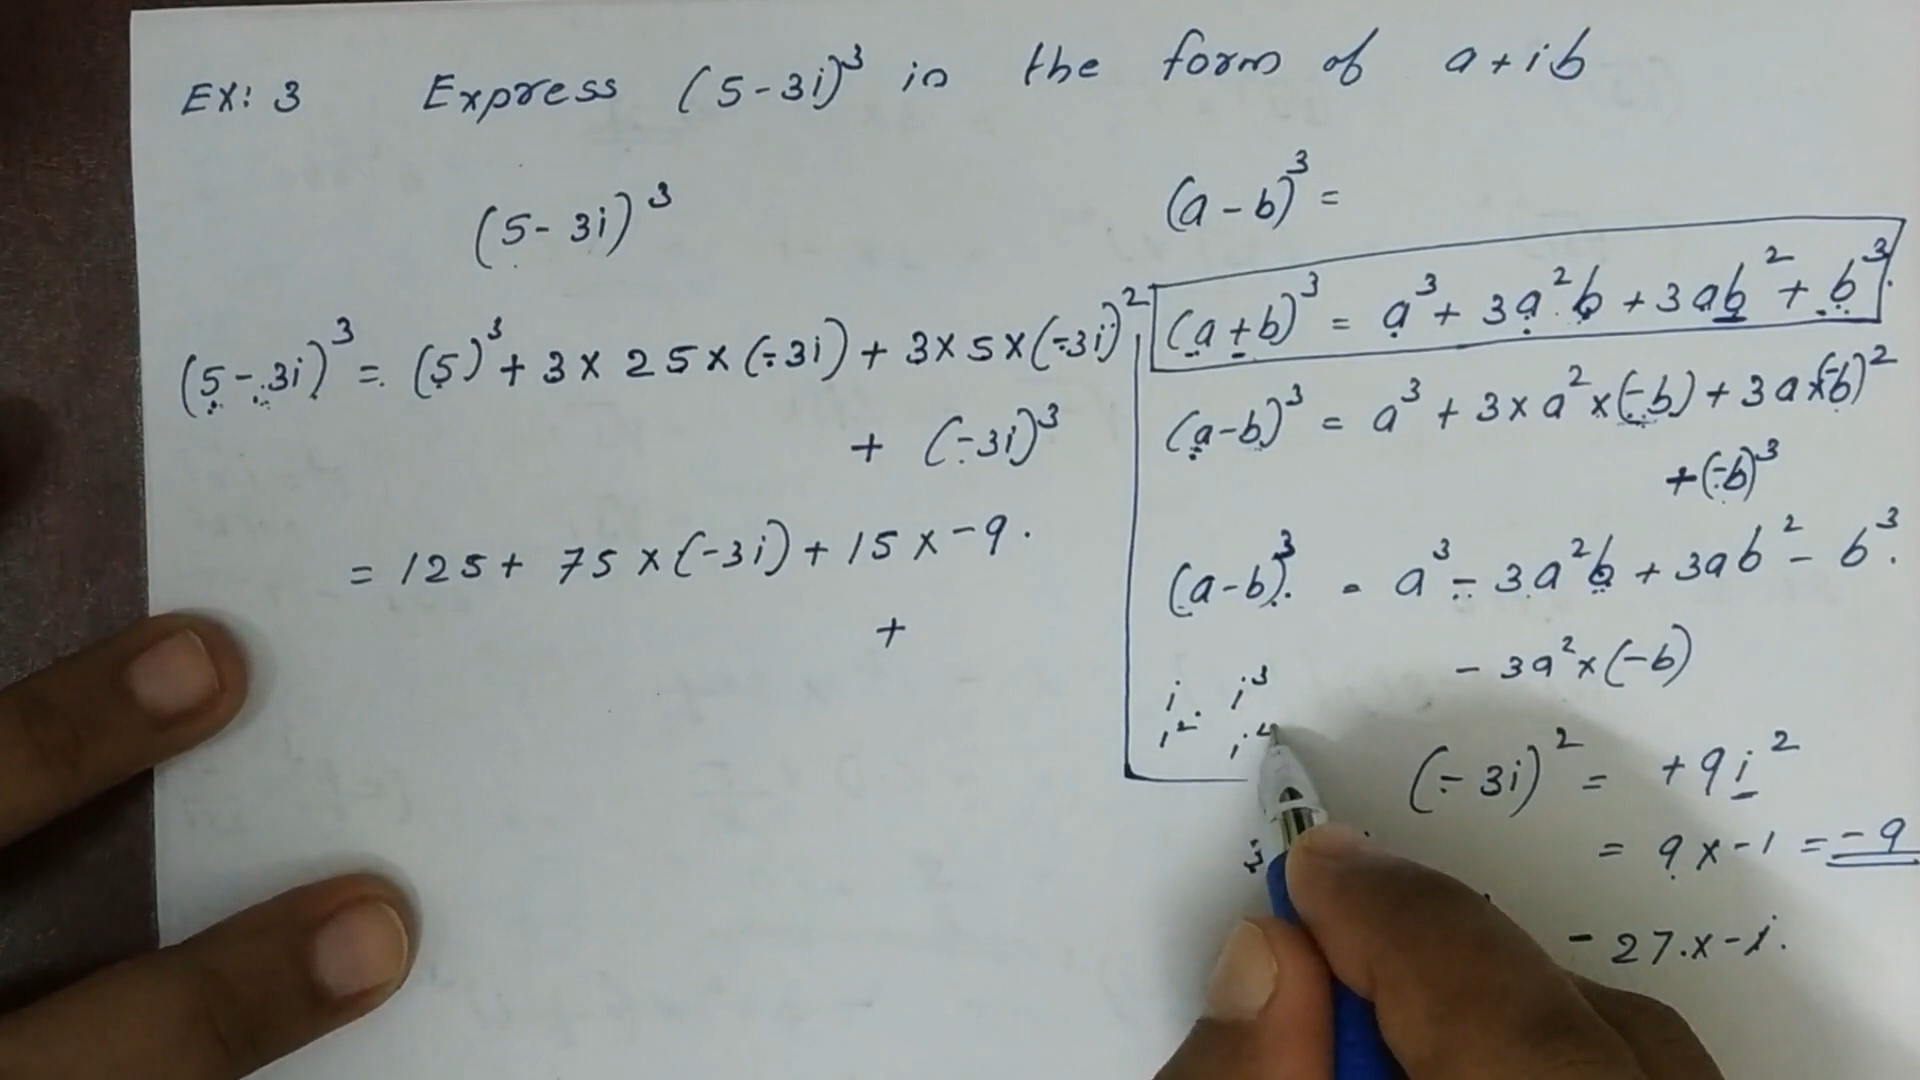 EX: 3 Express (5-3i)³ in the form of a+ib
(5-3i)³
(5-3i)³ = (5)³ + 3 × 25 × (-3i) + 3×5×(-3i)²
+ (-3i)³
= 125 + 75 × (-3i) + 15 × -9.
+
(a-b)³ =
(a+b)³ = a³ + 3a²b + 3ab² + b³.
(a-b)³ = a³ + 3×a²×(-b) + 3a×(-b)²
+(-b)³
(a-b)³. = a³ - 3a²b + 3ab² - b³.
- 3a²×(-b)
i. i³
i² i⁴
(-3i)² = +9i²
= 9×-1 = -9
- 27.×-i.